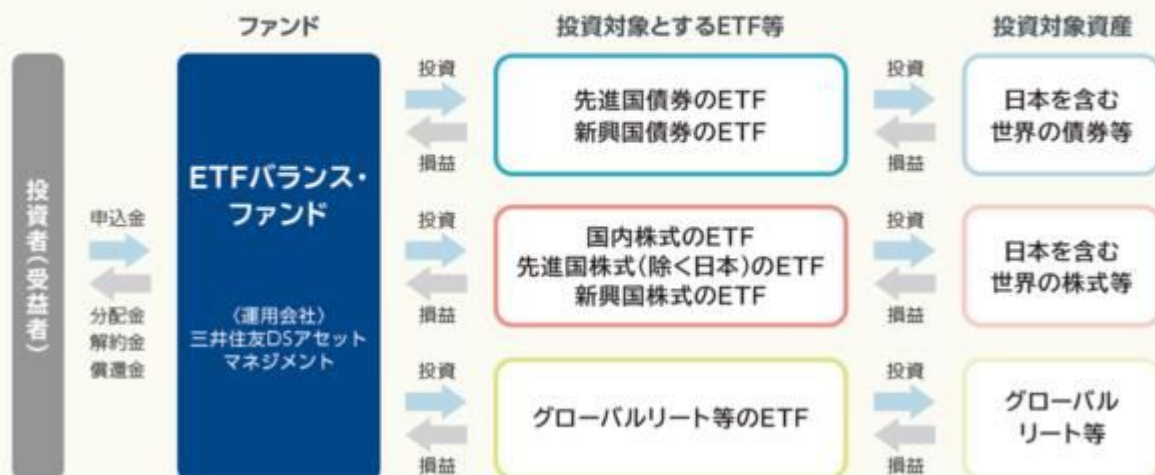 ファンド
投資対象とするETF等
投資対象資産
投資者(受益者)
申込金
分配金
解約金
償還金
ETFバランス・
ファンド
〈運用会社〉
三井住友DSアセット
マネジメント
投資
損益
先進国債券のETF
新興国債券のETF
投資
損益
日本を含む
世界の債券等
投資
損益
国内株式のETF
先進国株式(除く日本)のETF
新興国株式のETF
投資
損益
日本を含む
世界の株式等
投資
損益
グローバルリート等のETF
投資
損益
グローバル
リート等